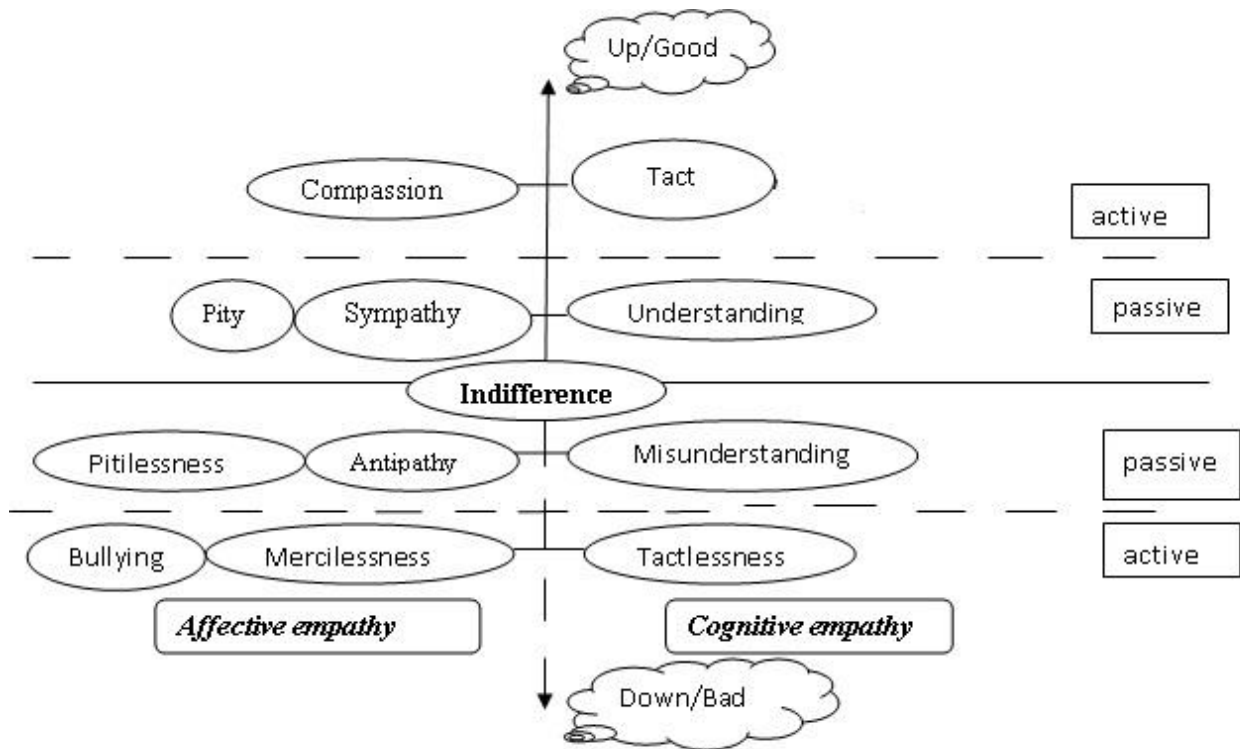 Up/Good
Compassion
Tact
active
Pity
Sympathy
Understanding
passive
Indifference
Pitilessness
Antipathy
Misunderstanding
passive
Bullying
Mercilessness
Tactlessness
active
Affective empathy
Cognitive empathy
Down/Bad